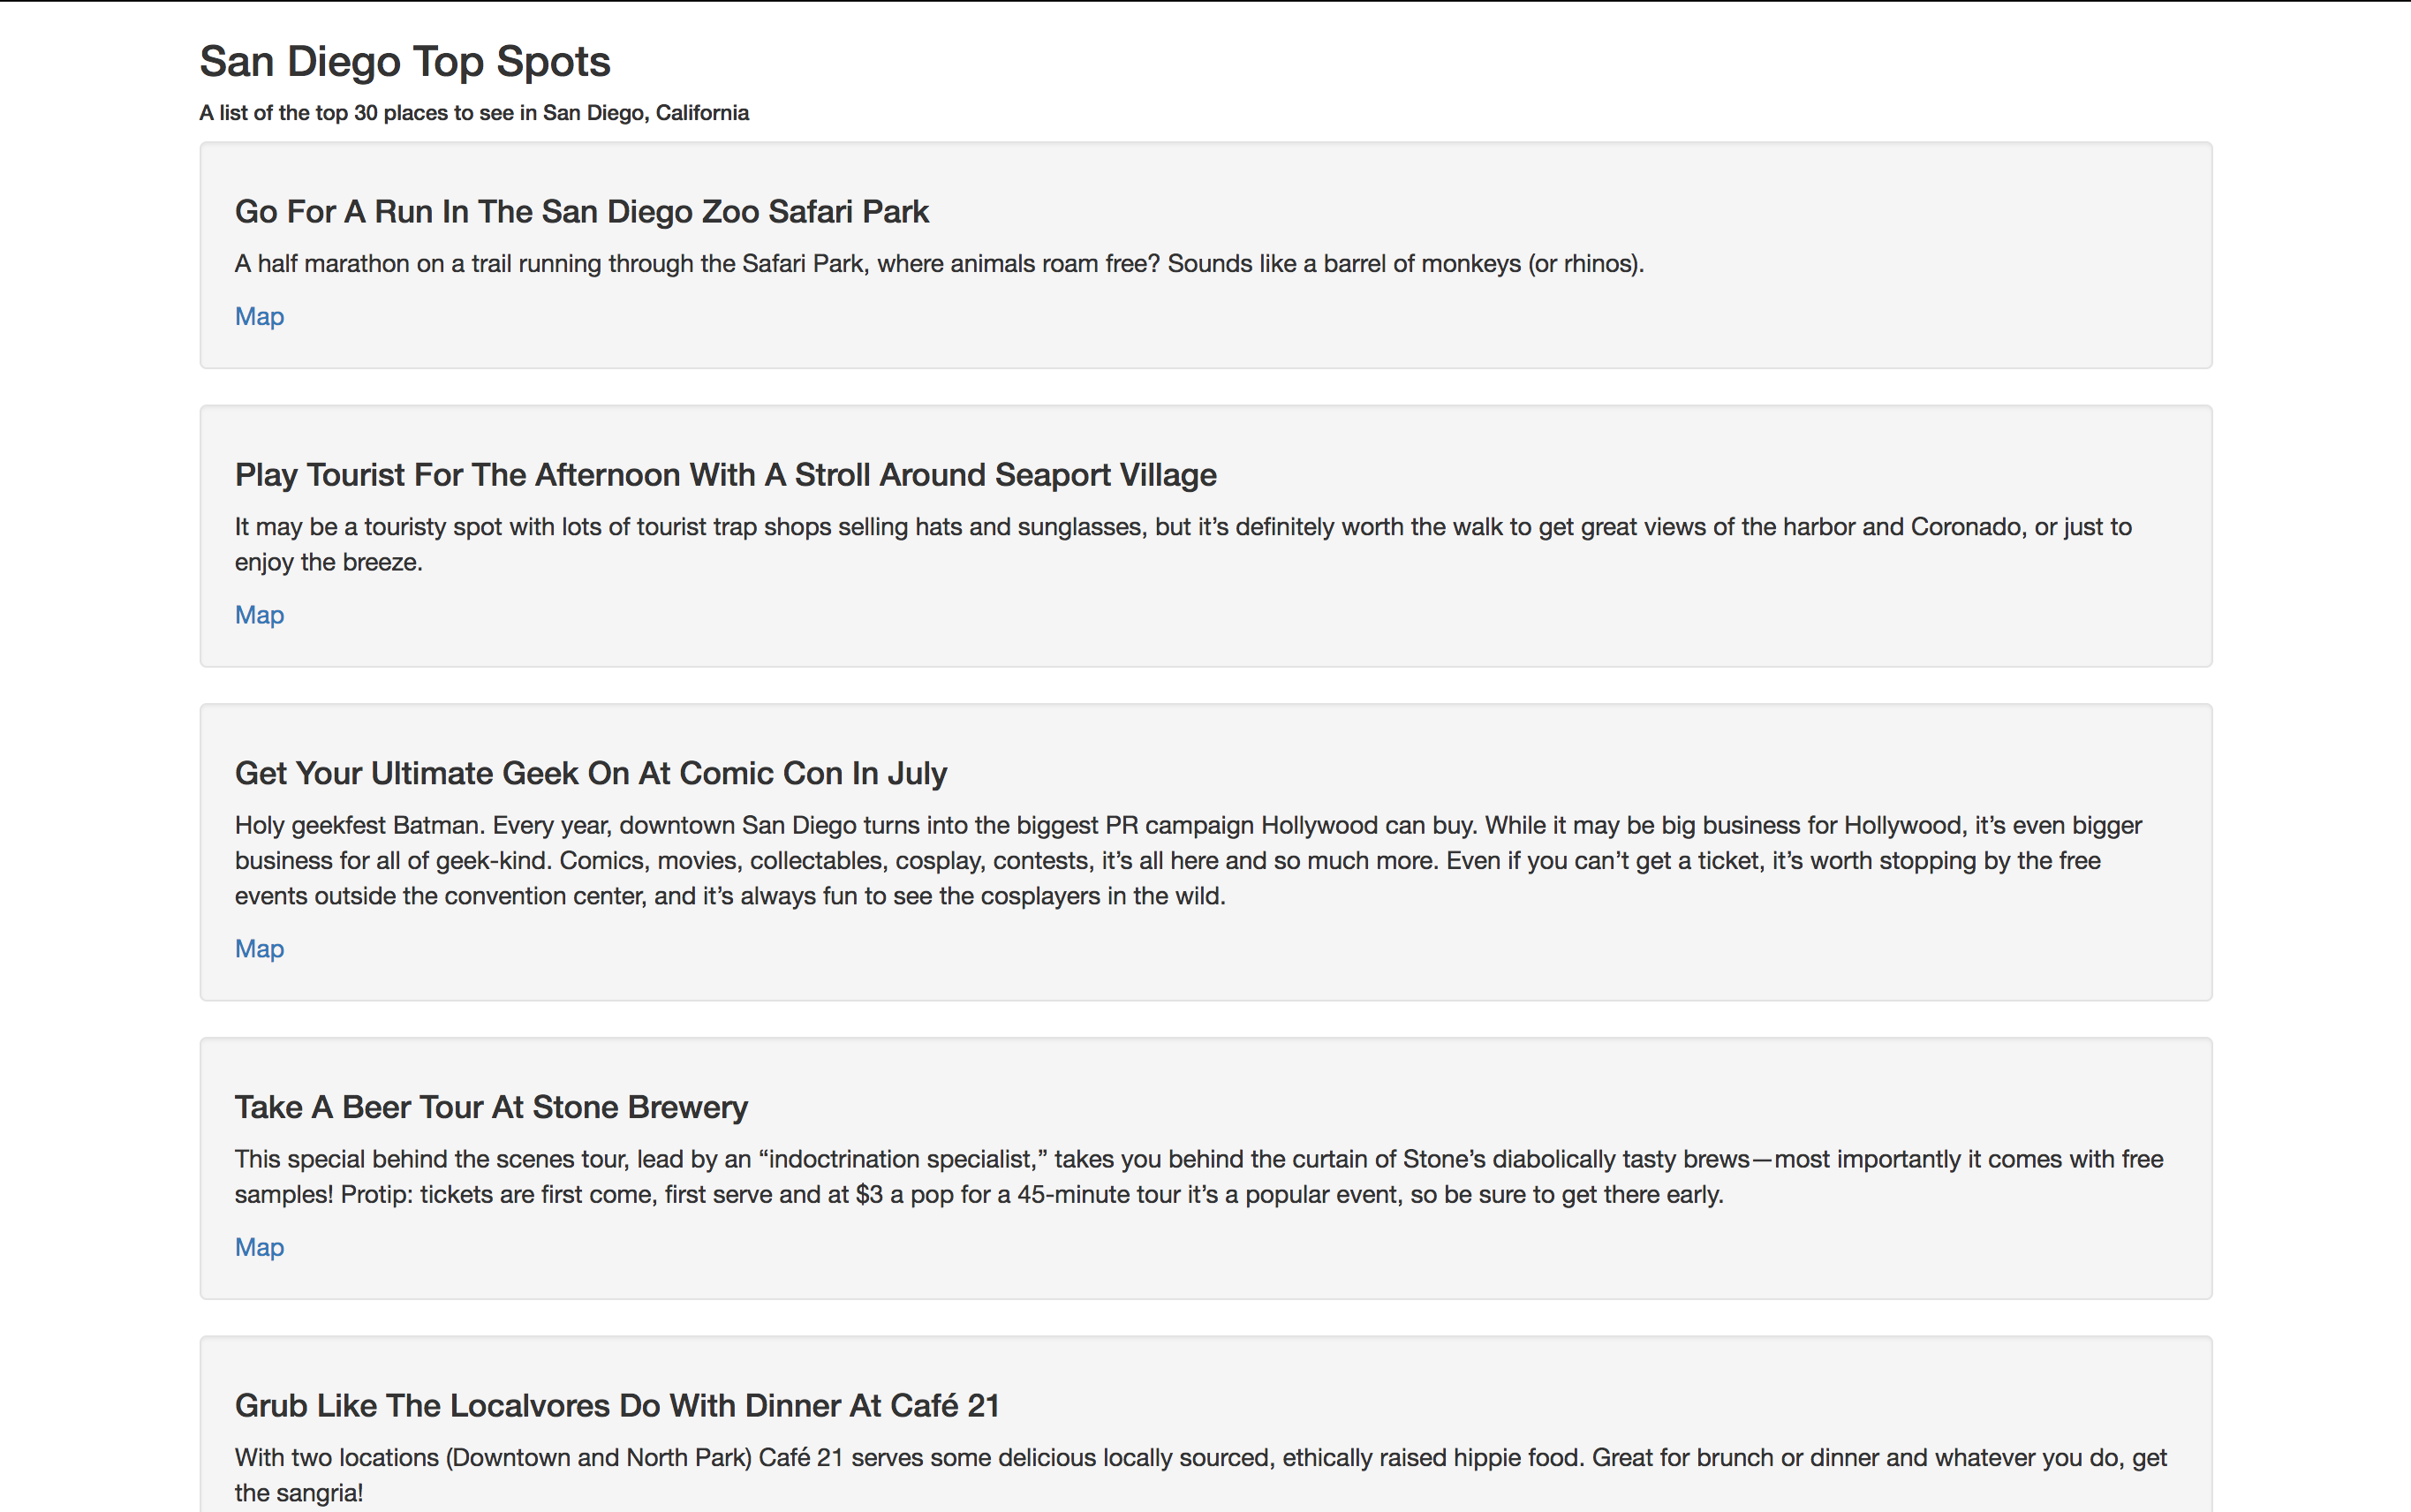 San Diego Top Spots
A list of the top 30 places to see in San Diego, California
Go For A Run In The San Diego Zoo Safari Park
A half marathon on a trail running through the Safari Park, where animals roam free? Sounds like a barrel of monkeys (or rhinos).
Map
Play Tourist For The Afternoon With A Stroll Around Seaport Village
It may be a touristy spot with lots of tourist trap shops selling hats and sunglasses, but it’s definitely worth the walk to get great views of the harbor and Coronado, or just to
enjoy the breeze.
Map
Get Your Ultimate Geek On At Comic Con In July
Holy geekfest Batman. Every year, downtown San Diego turns into the biggest PR campaign Hollywood can buy. While it may be big business for Hollywood, it’s even bigger
business for all of geek-kind. Comics, movies, collectables, cosplay, contests, it’s all here and so much more. Even if you can’t get a ticket, it’s worth stopping by the free
events outside the convention center, and it’s always fun to see the cosplayers in the wild.
Map
Take A Beer Tour At Stone Brewery
This special behind the scenes tour, lead by an “indoctrination specialist,” takes you behind the curtain of Stone’s diabolically tasty brews—most importantly it comes with free
samples! Protip: tickets are first come, first serve and at $3 a pop for a 45-minute tour it’s a popular event, so be sure to get there early.
Map
Grub Like The Localvores Do With Dinner At Café 21
With two locations (Downtown and North Park) Café 21 serves some delicious locally sourced, ethically raised hippie food. Great for brunch or dinner and whatever you do, get
the sangria!